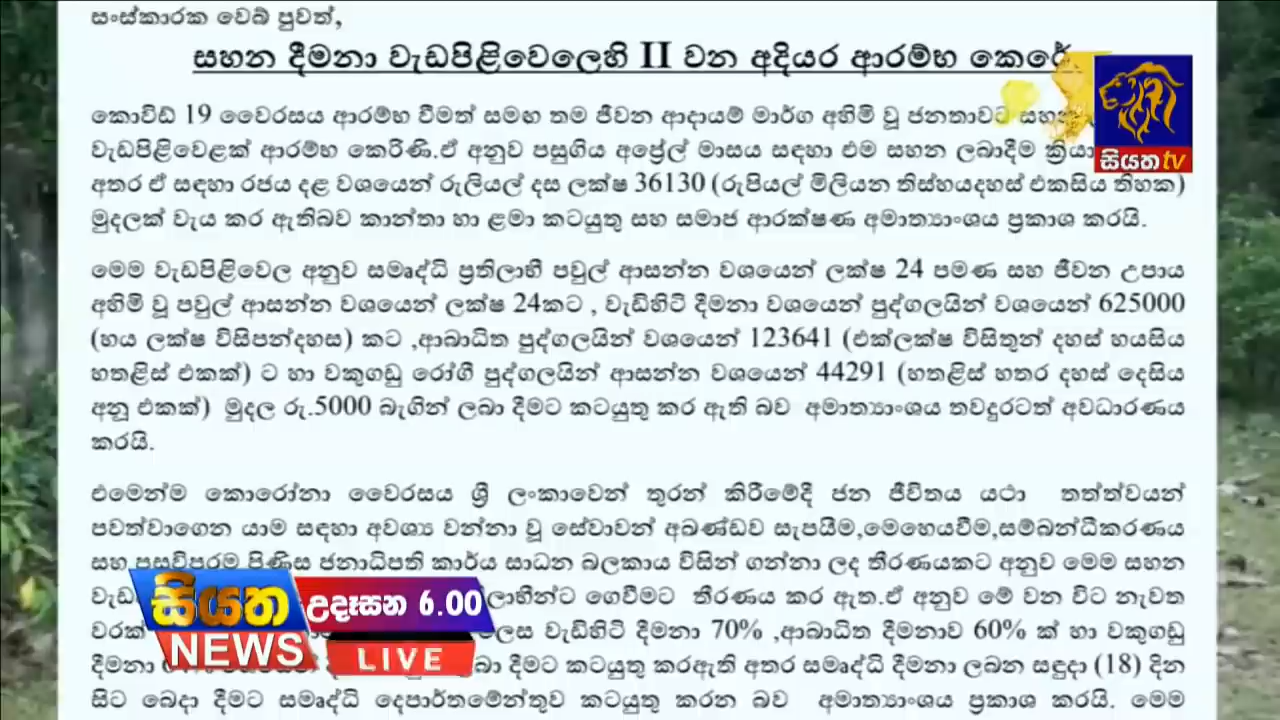 සංස්කාරක වෙබ් පුවත්,
සහන දීමනා වැඩපිළිවෙලෙහි II වන අදියර ආරම්භ කෙරේ
කොවිඩ් 19 වෛරසය ආරම්භ වීමත් සමඟ තම ජීවන ආදායම් මාර්ග අහිමි වූ ජනතාවට
වැඩපිළිවෙළක් ආරම්භ කෙරිණි.ඒ අනුව පසුගිය අප්‍රේල් මාසය සඳහා එම සහන ලබාදීම
අතර ඒ සඳහා රජය දළ වශයෙන් රුලියල් දස ලක්ෂ 36130 (රුපියල් මිලියන තිස්හයදහස් එකසිය තිහක)
මුදලක් වැය කර ඇතිබව කාන්තා හා ළමා කටයුතු සහ සමාජ ආරක්ෂණ අමාත්‍යාංශය ප්‍රකාශ කරයි.
මෙම වැඩපිළිවෙල අනුව සමෘද්ධි ප්‍රතිලාභී පවුල් ආසන්න වශයෙන් ලක්ෂ 24 පමණ සහ ජීවන උපාය
අහිමි වූ පවුල් ආසන්න වශයෙන් ලක්ෂ 24කට , වැඩිහිටි දීමනා වශයෙන් පුද්ගලයින් වශයෙන් 625000
(හය ලක්ෂ විසිපන්දහස) කට ,ආබාධිත පුද්ගලයින් වශයෙන් 123641 (එක්ලක්ෂ විසිතුන් දහස් හයසිය
හතළිස් එකක්) ට හා වකුගඩු රෝගී පුද්ගලයින් ආසන්න වශයෙන් 44291 (හතළිස් හතර දහස් දෙසිය
අනූ එකක්) මුදල රු.5000 බැගින් ලබා දීමට කටයුතු කර ඇති බව අමාත්‍යාංශය තවදුරටත් අවධාරණය
කරයි.
එමෙන්ම කොරෝනා වෛරසය ශ්‍රී ලංකාවෙන් තුරන් කිරීමේදී ජන ජීවිතය යථා තත්ත්වයන්
පවත්වාගෙන යාම සඳහා අවශ්‍ය වන්නා වූ සේවාවන් අඛණ්ඩව සැපයීම,මෙහෙයවීම,සම්බන්ධීකරණය
සහ පසුවිපරම් පිණිස ජනාධිපති කාර්ය සාධන බලකාය විසින් ගන්නා ලද තීරණයකට අනුව මෙම සහන
ගෙවීමට තීරණය කර ඇත.ඒ අනුව මේ වන විට නැවත
වරක් වැඩිහිටි දීමනා 70% ,ආබාධිත දීමනාව 60% ක් හා වකුගඩු
දීමනා දීමට කටයුතු කරඇති අතර සමෘද්ධි දීමනා ලබන සඳුදා (18) දින
සිට බෙදා දීමට සමෘද්ධි දෙපාර්තමේන්තුව කටයුතු කරන බව අමාත්‍යාංශය ප්‍රකාශ කරයි. මෙම
සියත tv
සියත
NEWS
උදෑසන 6.00
LIVE